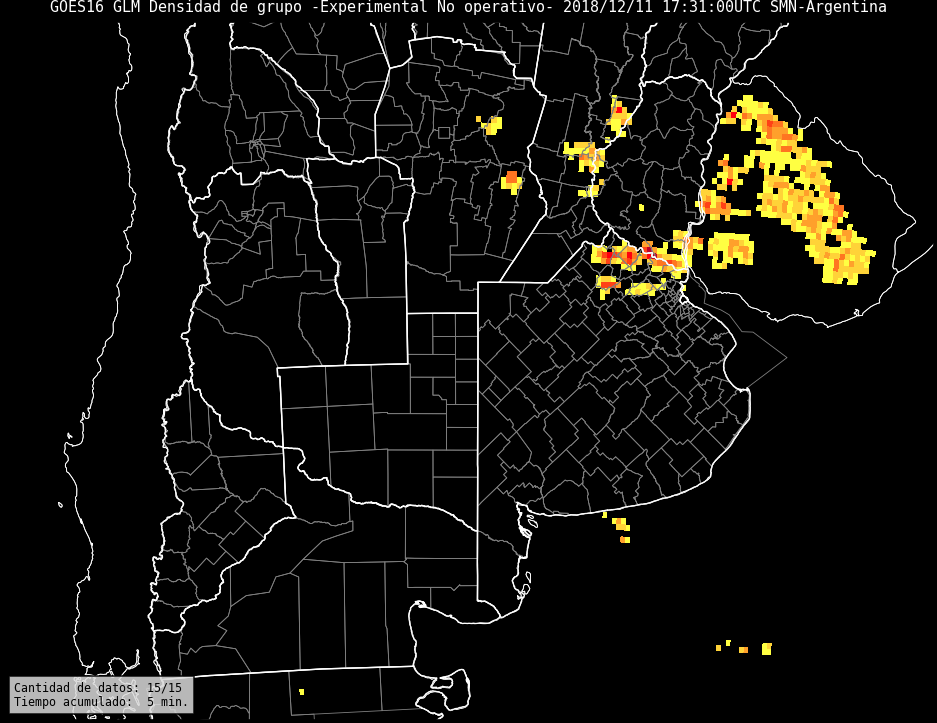 GOES16 GLM Densidad de grupo -Experimental No operativo- 2018/12/11 17:31:00UTC SMN-Argentina
Cantidad de datos: 15/15
Tiempo acumulado:  5 min.